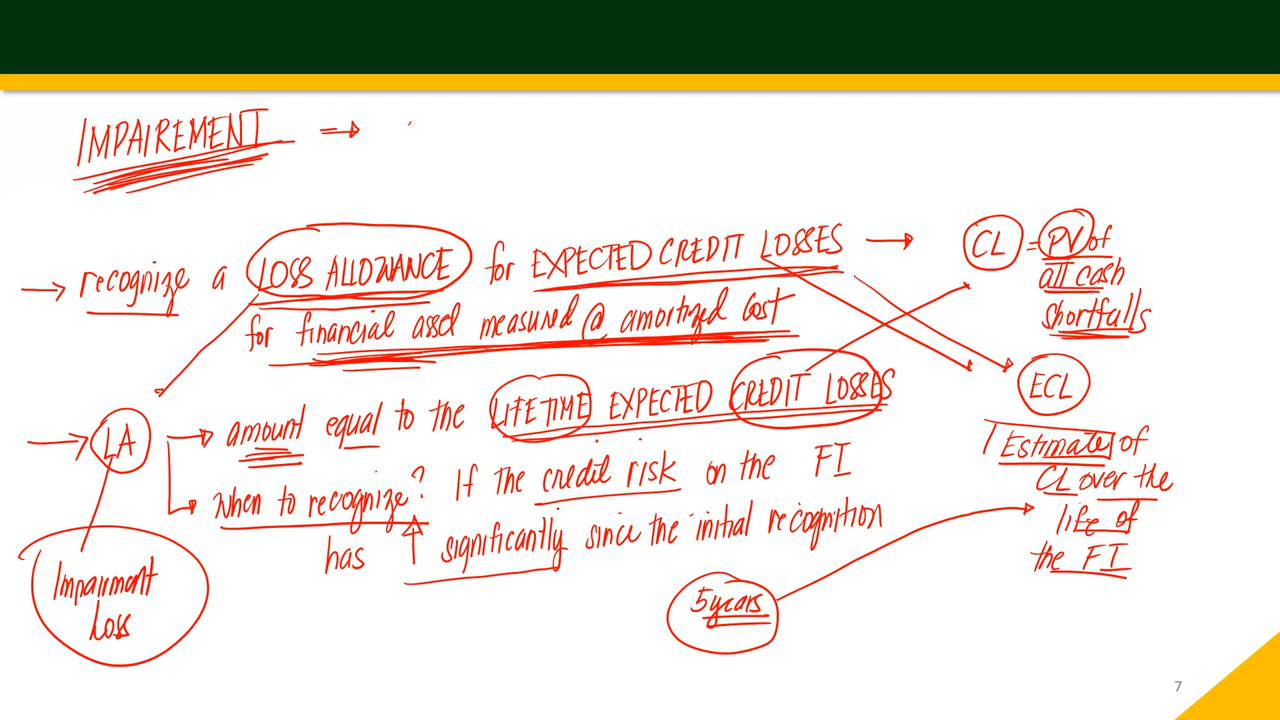 IMPAIREMENT →
→ recognize a LOSS ALLOWANCE for EXPECTED CREDIT LOSSES →
for financial asset measured @ amortized cost
CL = PV of
all cash
shortfalls
→ LA → amount equal to the LIFETIME EXPECTED CREDIT LOSSES
→ When to recognize? If the credit risk on the FI
has ↑ significantly since the initial recognition
ECL
Estimates of
CL over the
life of
the FI
Impairment
Loss
5 years
7